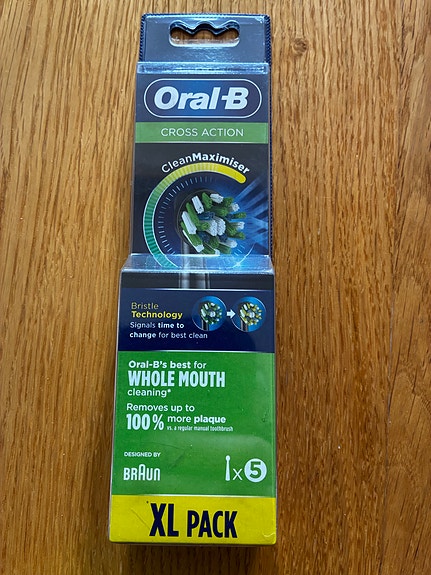 Oral-B
CROSS ACTION
CleanMaximiser
Bristle
Technology
Signals time to
change for best clean
Oral-B's best for
WHOLE MOUTH
cleaning*
Removes up to
100% more plaque
vs. a regular manual toothbrush
DESIGNED BY
BRAUN
x 5
XL PACK